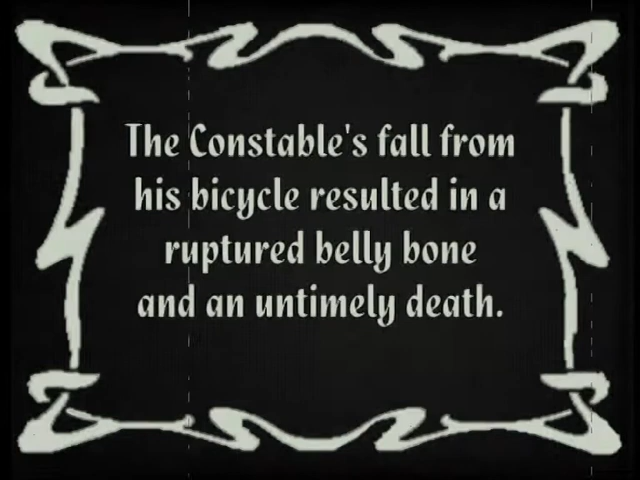 The Constable's fall from
his bicycle resulted in a
ruptured belly bone
and an untimely death.